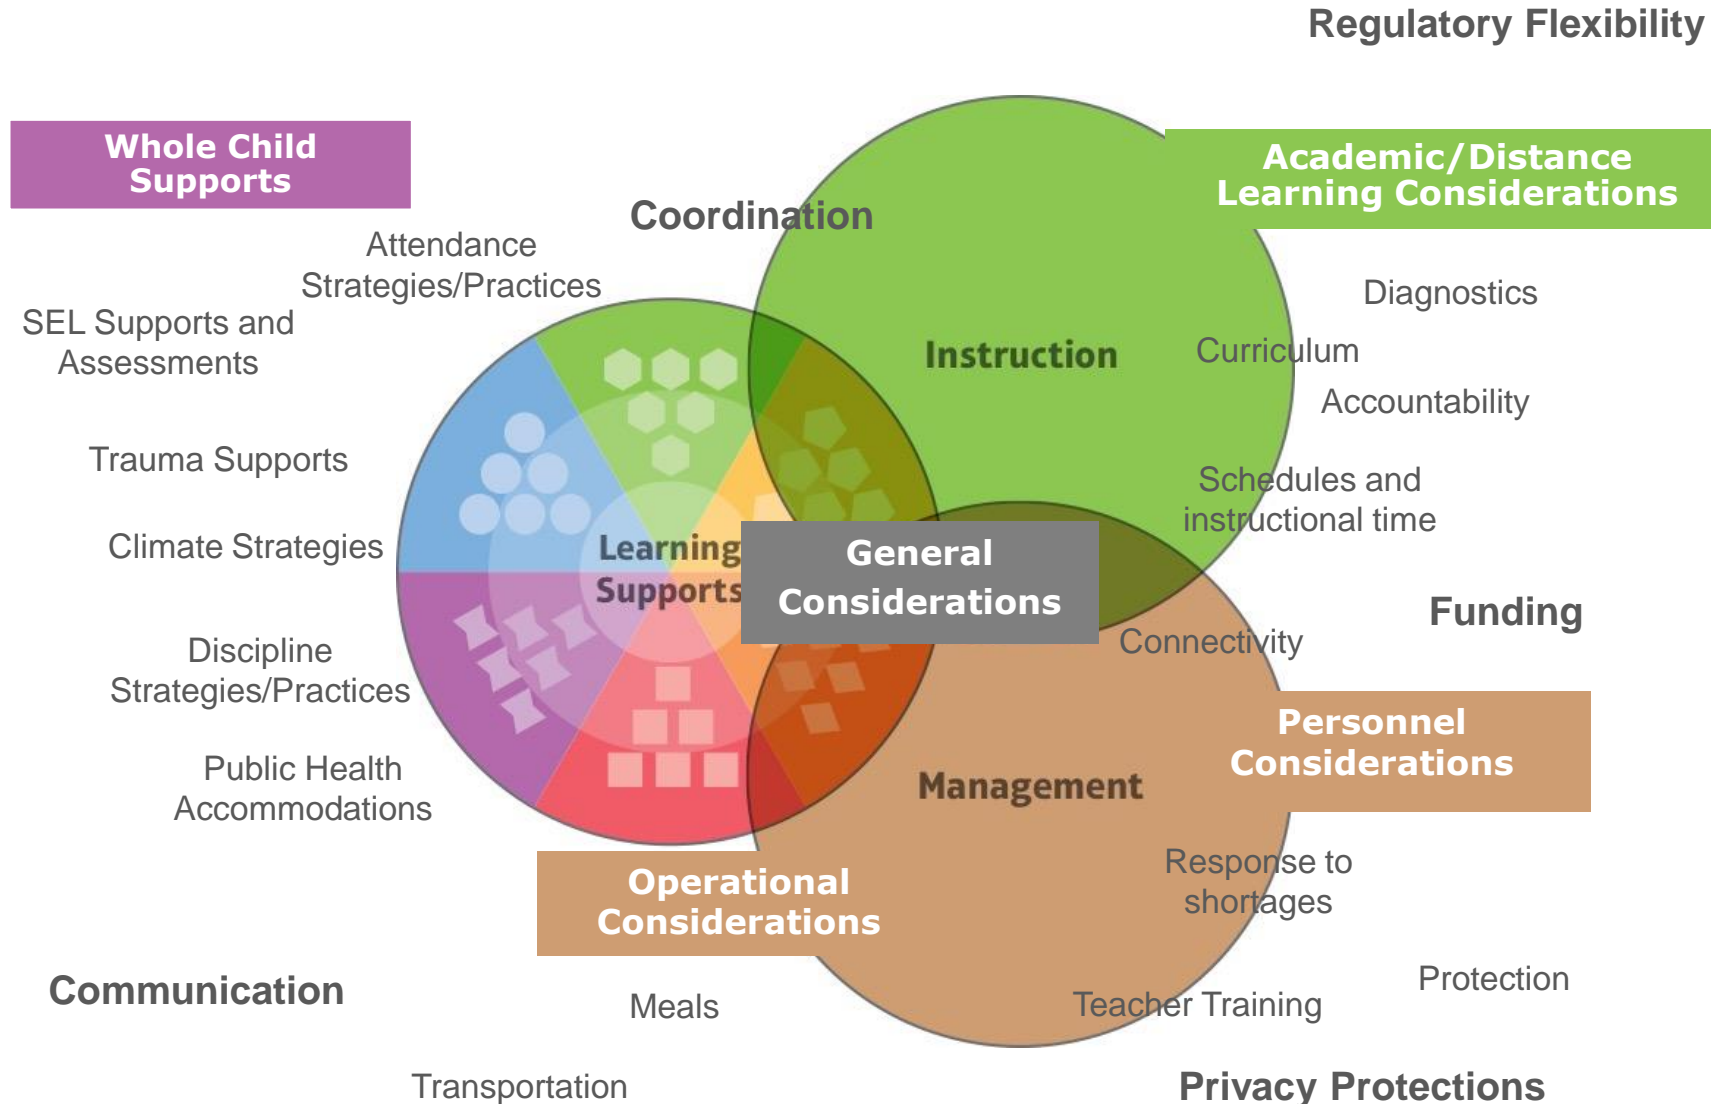 Regulatory Flexibility
Whole Child
Supports
Academic/Distance
Learning Considerations
Coordination
Attendance
Strategies/Practices
Diagnostics
SEL Supports and
Assessments
Instruction
Curriculum
Accountability
Trauma Supports
Schedules and
instructional time
Climate Strategies
Learning
Supports
General
Considerations
Funding
Connectivity
Discipline
Strategies/Practices
Personnel
Considerations
Public Health
Accommodations
Management
Response to
shortages
Operational
Considerations
Communication
Meals
Teacher Training
Protection
Transportation
Privacy Protections